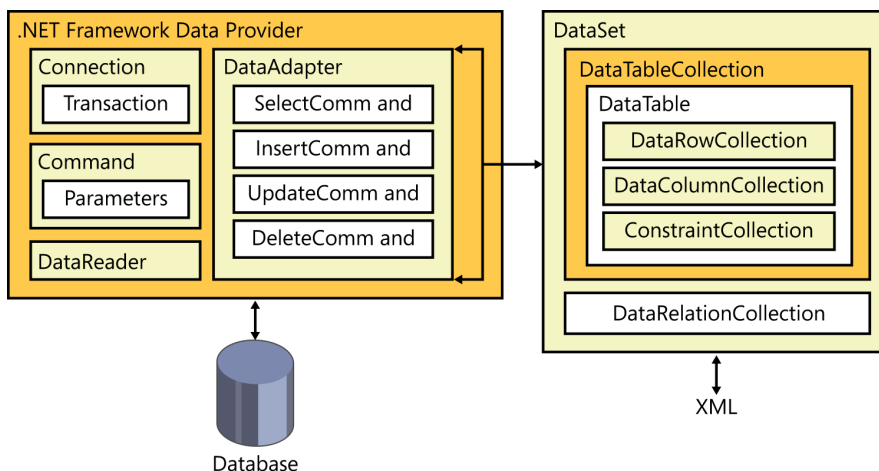 .NET Framework Data Provider
Connection
Transaction
Command
Parameters
DataReader
DataAdapter
SelectComm and
InsertComm and
UpdateComm and
DeleteComm and
Database
DataSet
DataTableCollection
DataTable
DataRowCollection
DataColumnCollection
ConstraintCollection
DataRelationCollection
XML